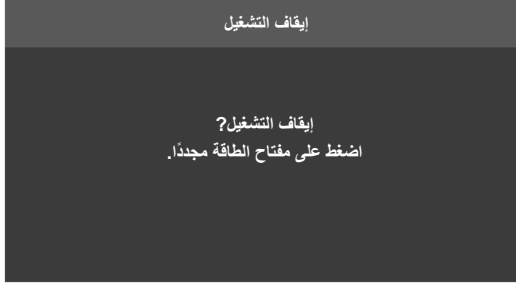 إيقاف التشغيل
إيقاف التشغيل?
اضغط على مفتاح الطاقة مجددًا.